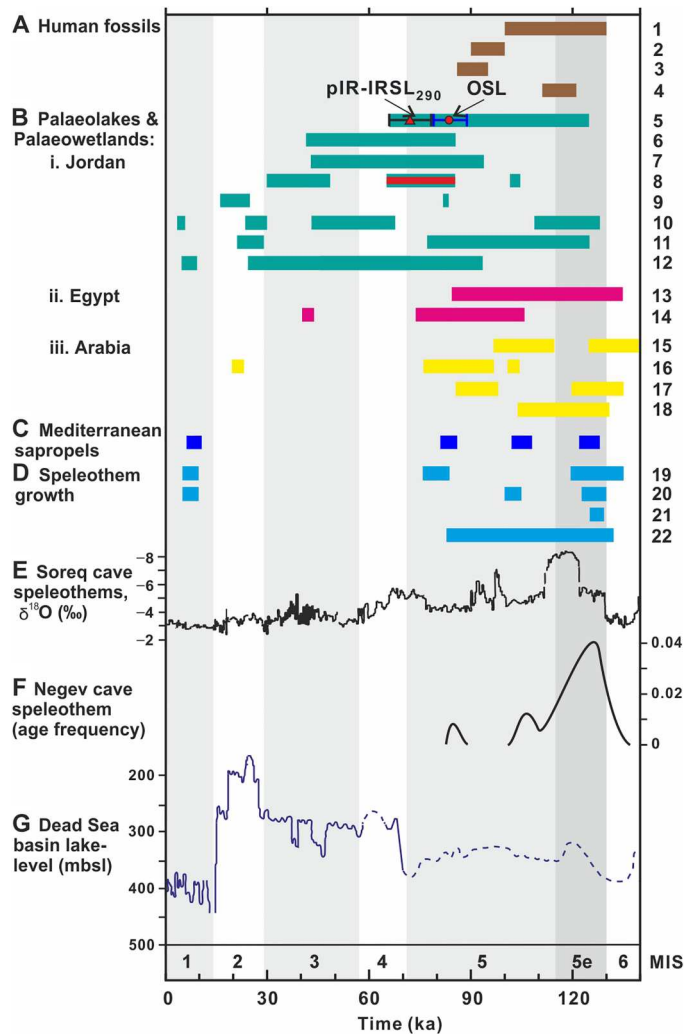 A Human fossils
1
2
3
4
pIR-IRSL290 OSL
B Palaeolakes &
Palaeowetlands:
5
6
i. Jordan
7
8
9
10
11
12
ii. Egypt
13
14
iii. Arabia
15
16
17
18
C Mediterranean
sapropels
D Speleothem
growth
19
20
21
22
E Soreq cave
speleothems,
δ18O (‰)
−8
−6
−4
−2
F Negev cave
speleothem
(age frequency)
0.04
0.02
0
G Dead Sea
basin lake-
level (mbsl)
200
300
400
500
1 2 3 4 5 5e 6 MIS
0 30 60 90 120
Time (ka)